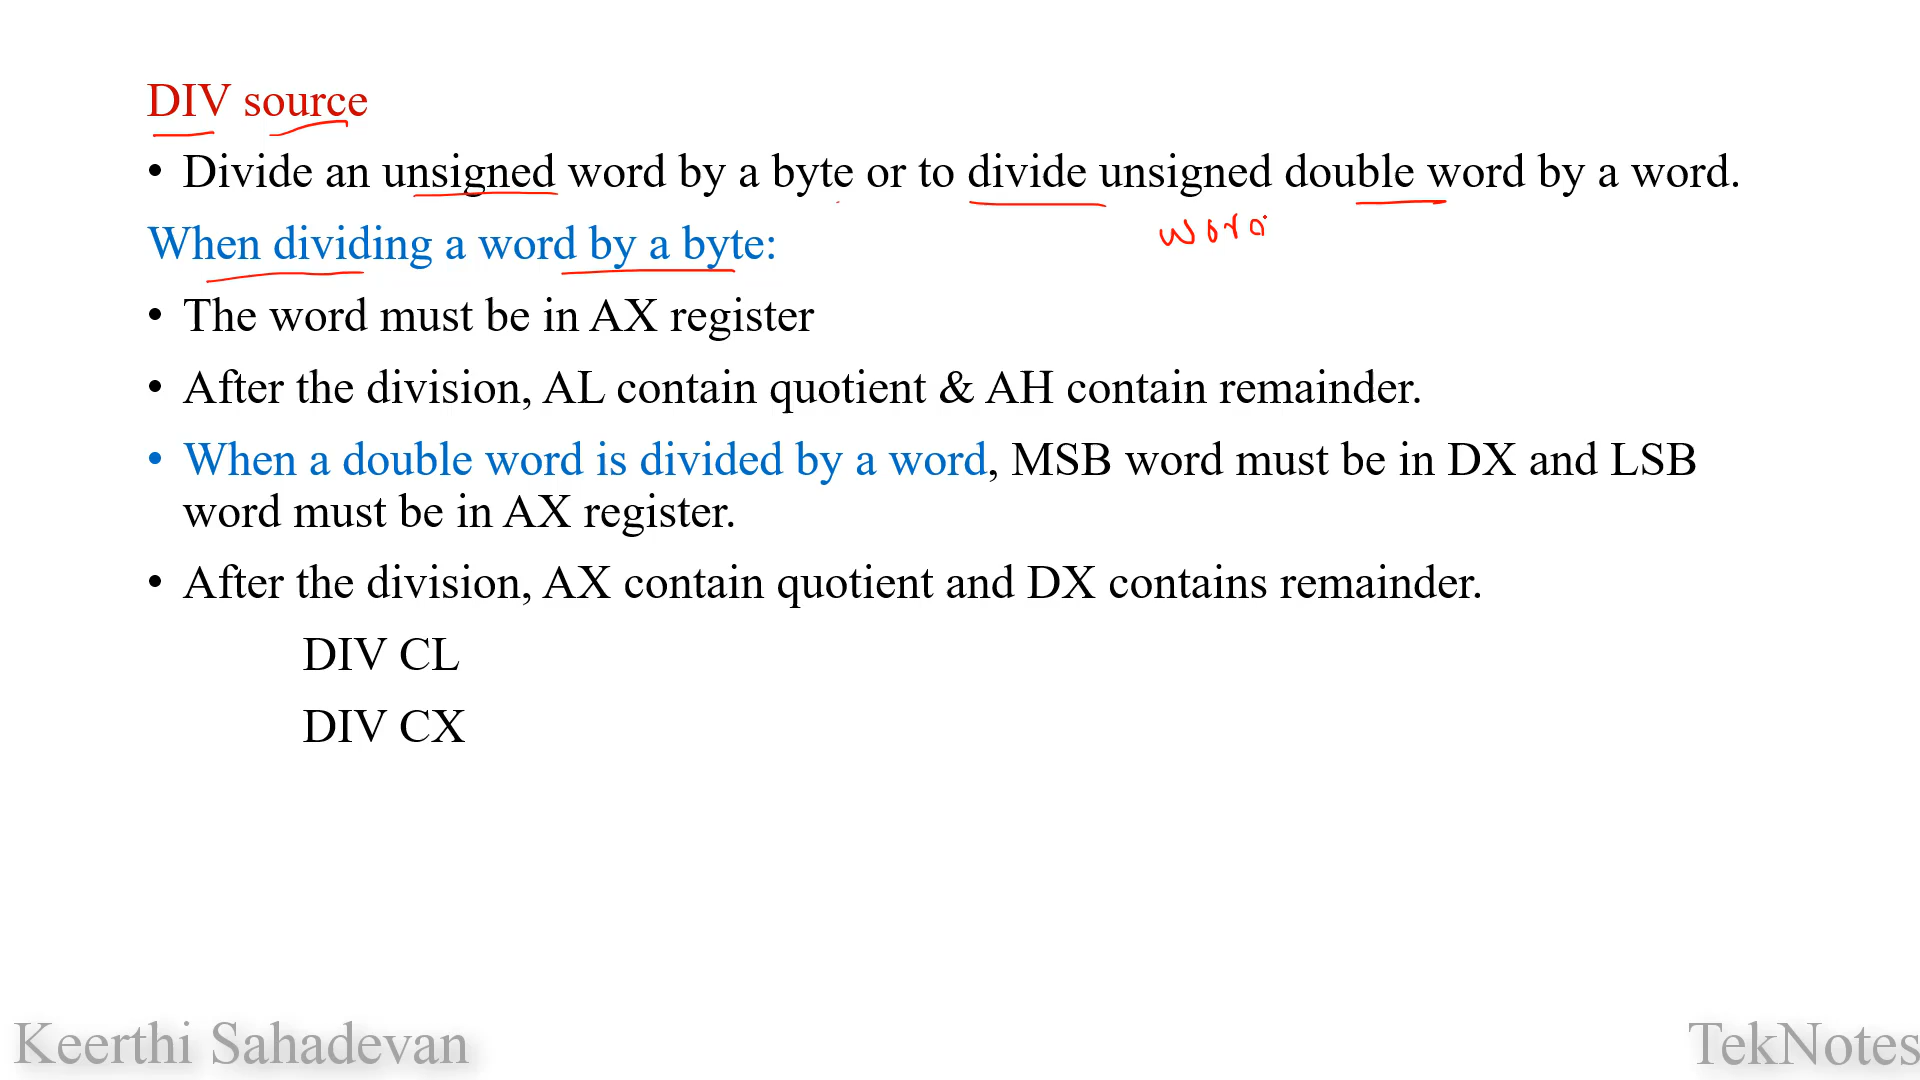 DIV source
• Divide an unsigned word by a byte or to divide unsigned double word by a word.
word
When dividing a word by a byte:
• The word must be in AX register
• After the division, AL contain quotient & AH contain remainder.
• When a double word is divided by a word, MSB word must be in DX and LSB
word must be in AX register.
• After the division, AX contain quotient and DX contains remainder.
DIV CL
DIV CX
Keerthi Sahadevan
TekNotes